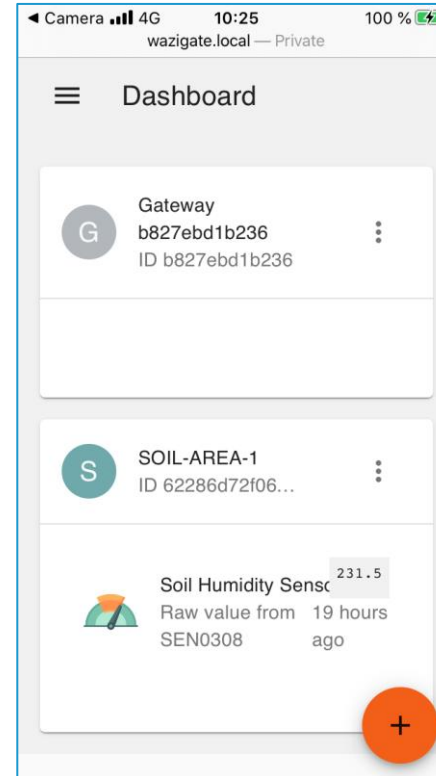 ◀ Camera 4G 10:25 100 %
wazigate.local — Private
Dashboard
G
Gateway
b827ebd1b236
ID b827ebd1b236
S
SOIL-AREA-1
ID 62286d72f06...
Soil Humidity Sensc 231.5
Raw value from 19 hours
SEN0308 ago
+